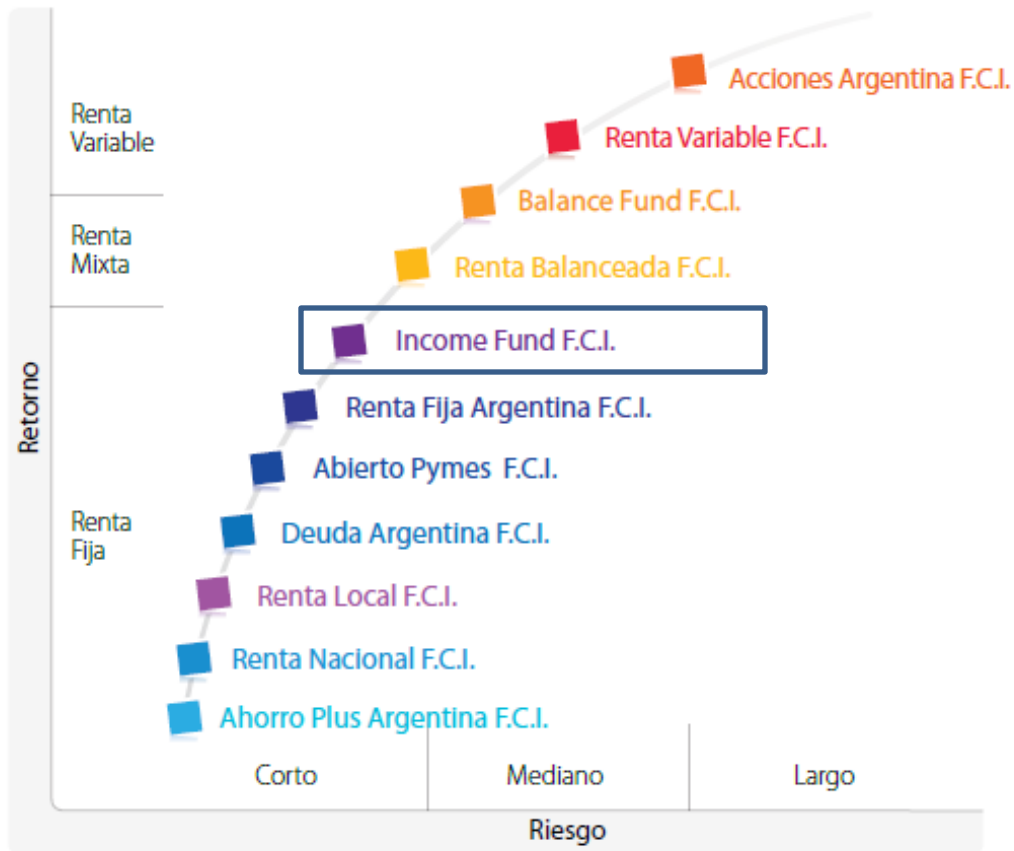 Acciones Argentina F.C.I.
Renta
Variable
Renta Variable F.C.I.
Balance Fund F.C.I.
Renta
Mixta
Renta Balanceada F.C.I.
Income Fund F.C.I.
Retorno
Renta Fija Argentina F.C.I.
Abierto Pymes F.C.I.
Renta
Fija
Deuda Argentina F.C.I.
Renta Local F.C.I.
Renta Nacional F.C.I.
Ahorro Plus Argentina F.C.I.
Corto
Mediano
Largo
Riesgo